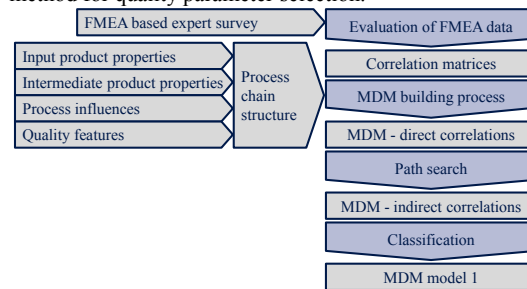 method for quality parameter selection.
FMEA based expert survey
Evaluation of FMEA data
Input product properties
Intermediate product properties
Process influences
Quality features
Process
chain
structure
Correlation matrices
MDM building process
MDM - direct correlations
Path search
MDM - indirect correlations
Classification
MDM model 1